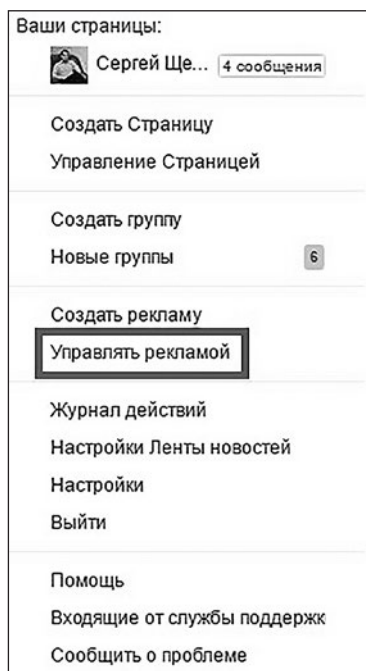 Ваши страницы:
Сергей Ще... 4 сообщения
Создать Страницу
Управление Страницей
Создать группу
Новые группы 6
Создать рекламу
Управлять рекламой
Журнал действий
Настройки Ленты новостей
Настройки
Выйти
Помощь
Входящие от службы поддержк
Сообщить о проблеме